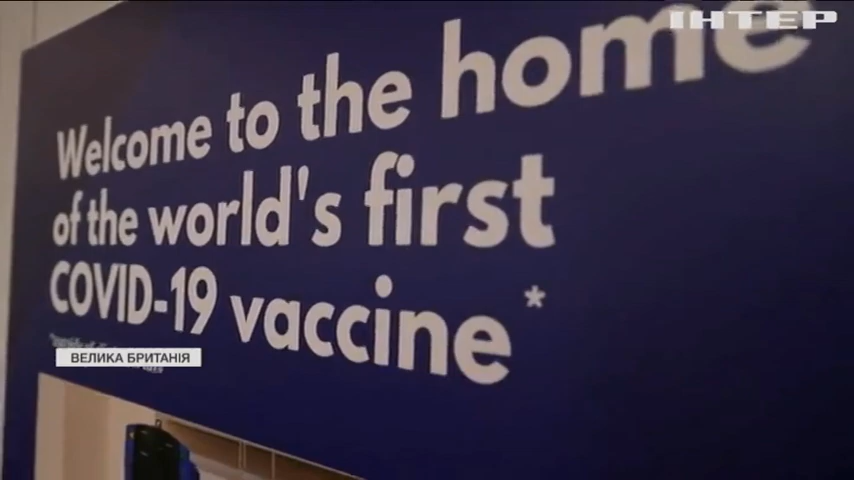 ІНТЕР
Welcome to the home
of the world's first
COVID-19 vaccine*
ВЕЛИКА БРИТАНІЯ